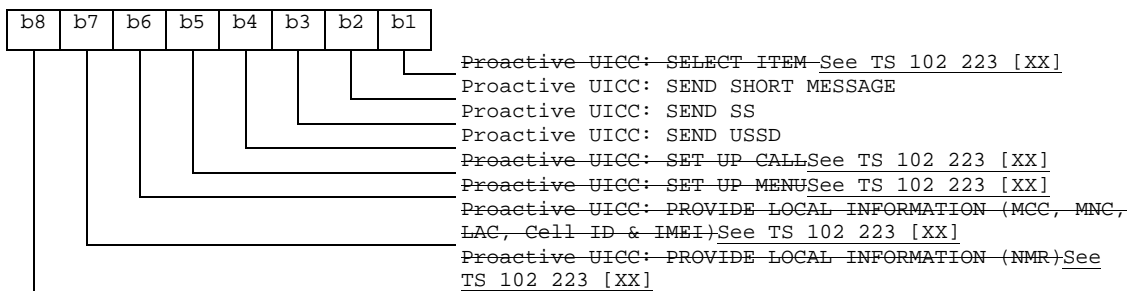 b8 b7 b6 b5 b4 b3 b2 b1
Proactive UICC: SELECT ITEM See TS 102 223 [XX]
Proactive UICC: SEND SHORT MESSAGE
Proactive UICC: SEND SS
Proactive UICC: SEND USSD
Proactive UICC: SET UP CALLSee TS 102 223 [XX]
Proactive UICC: SET UP MENUSee TS 102 223 [XX]
Proactive UICC: PROVIDE LOCAL INFORMATION (MCC, MNC,
LAC, Cell ID & IMEI)See TS 102 223 [XX]
Proactive UICC: PROVIDE LOCAL INFORMATION (NMR)See
TS 102 223 [XX]